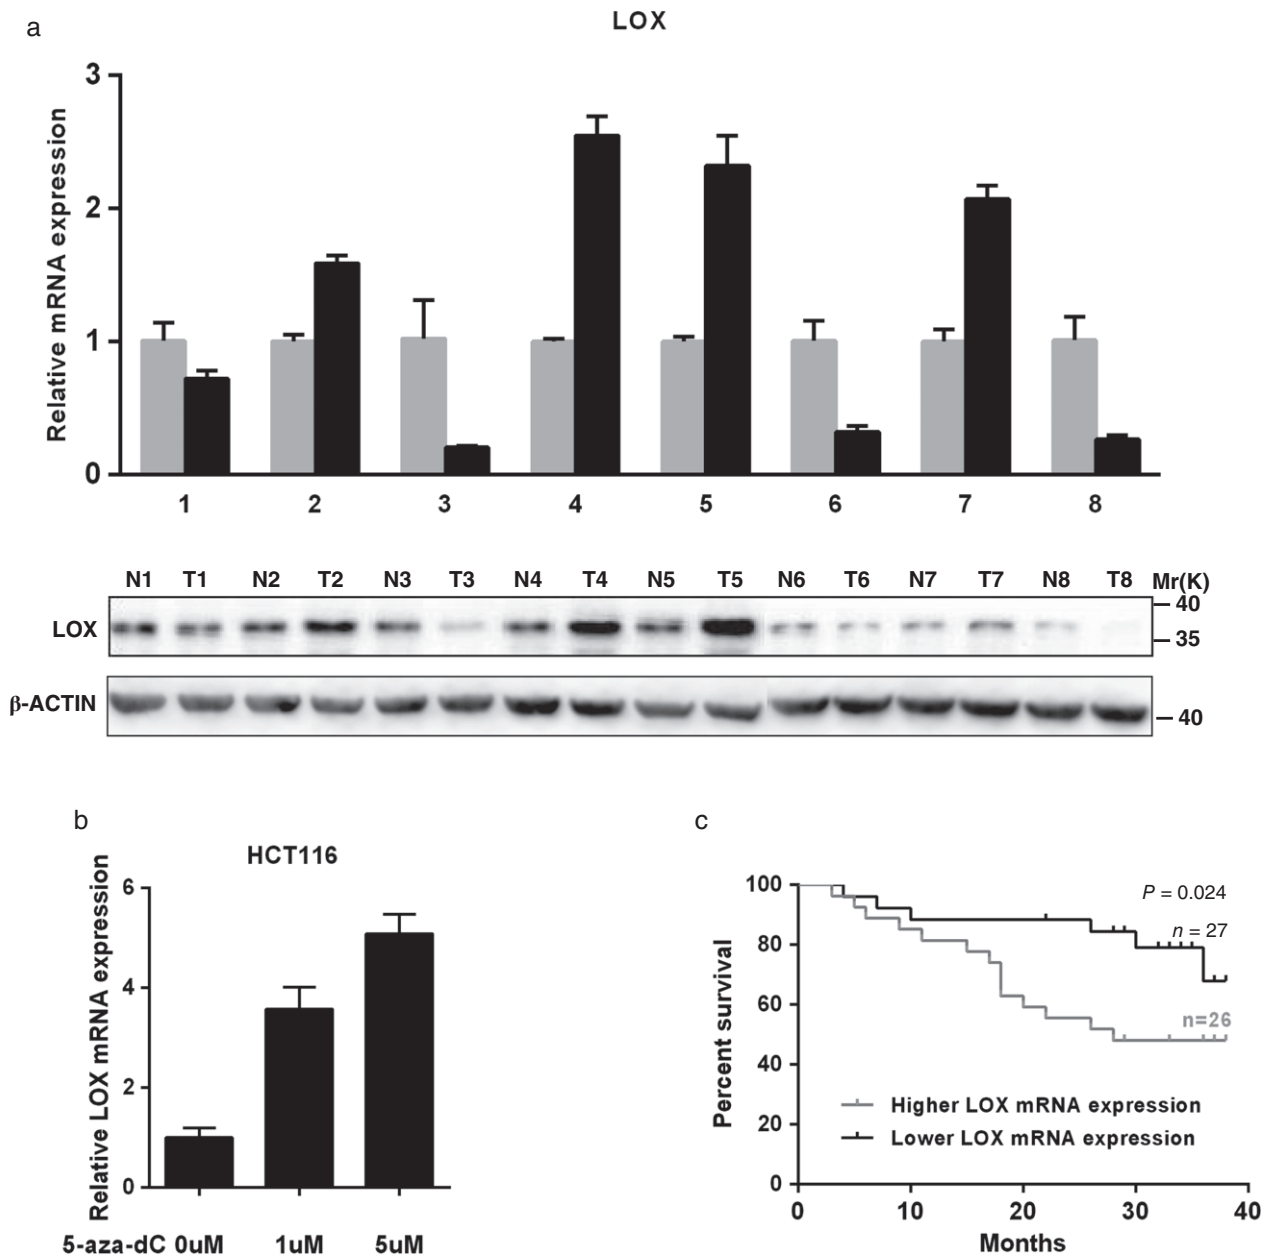 a
LOX
Relative mRNA expression
3
2
1
0
1 2 3 4 5 6 7 8
N1 T1 N2 T2 N3 T3 N4 T4 N5 T5 N6 T6 N7 T7 N8 T8 Mr(K)
LOX
40
35
β-ACTIN
40
b
HCT116
Relative LOX mRNA expression
6
4
2
0
5-aza-dC 0uM 1uM 5uM
c
Percent survival
100
80
60
40
20
0
P = 0.024
n = 27
n=26
Higher LOX mRNA expression
Lower LOX mRNA expression
0 10 20 30 40
Months